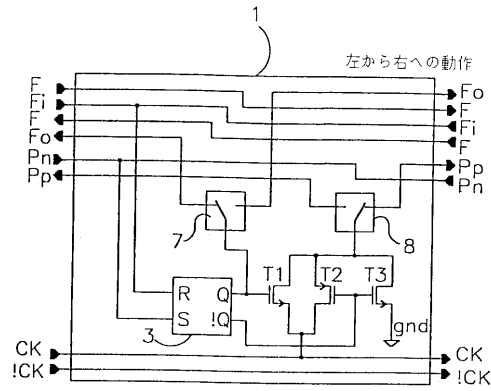 1
左から右への動作
F Fo
Fi F
F Fi
Fo F
Pn Pp
Pp Pn
7 8
T1 T2 T3
R Q
S !Q
3 gnd
CK CK
!CK !CK